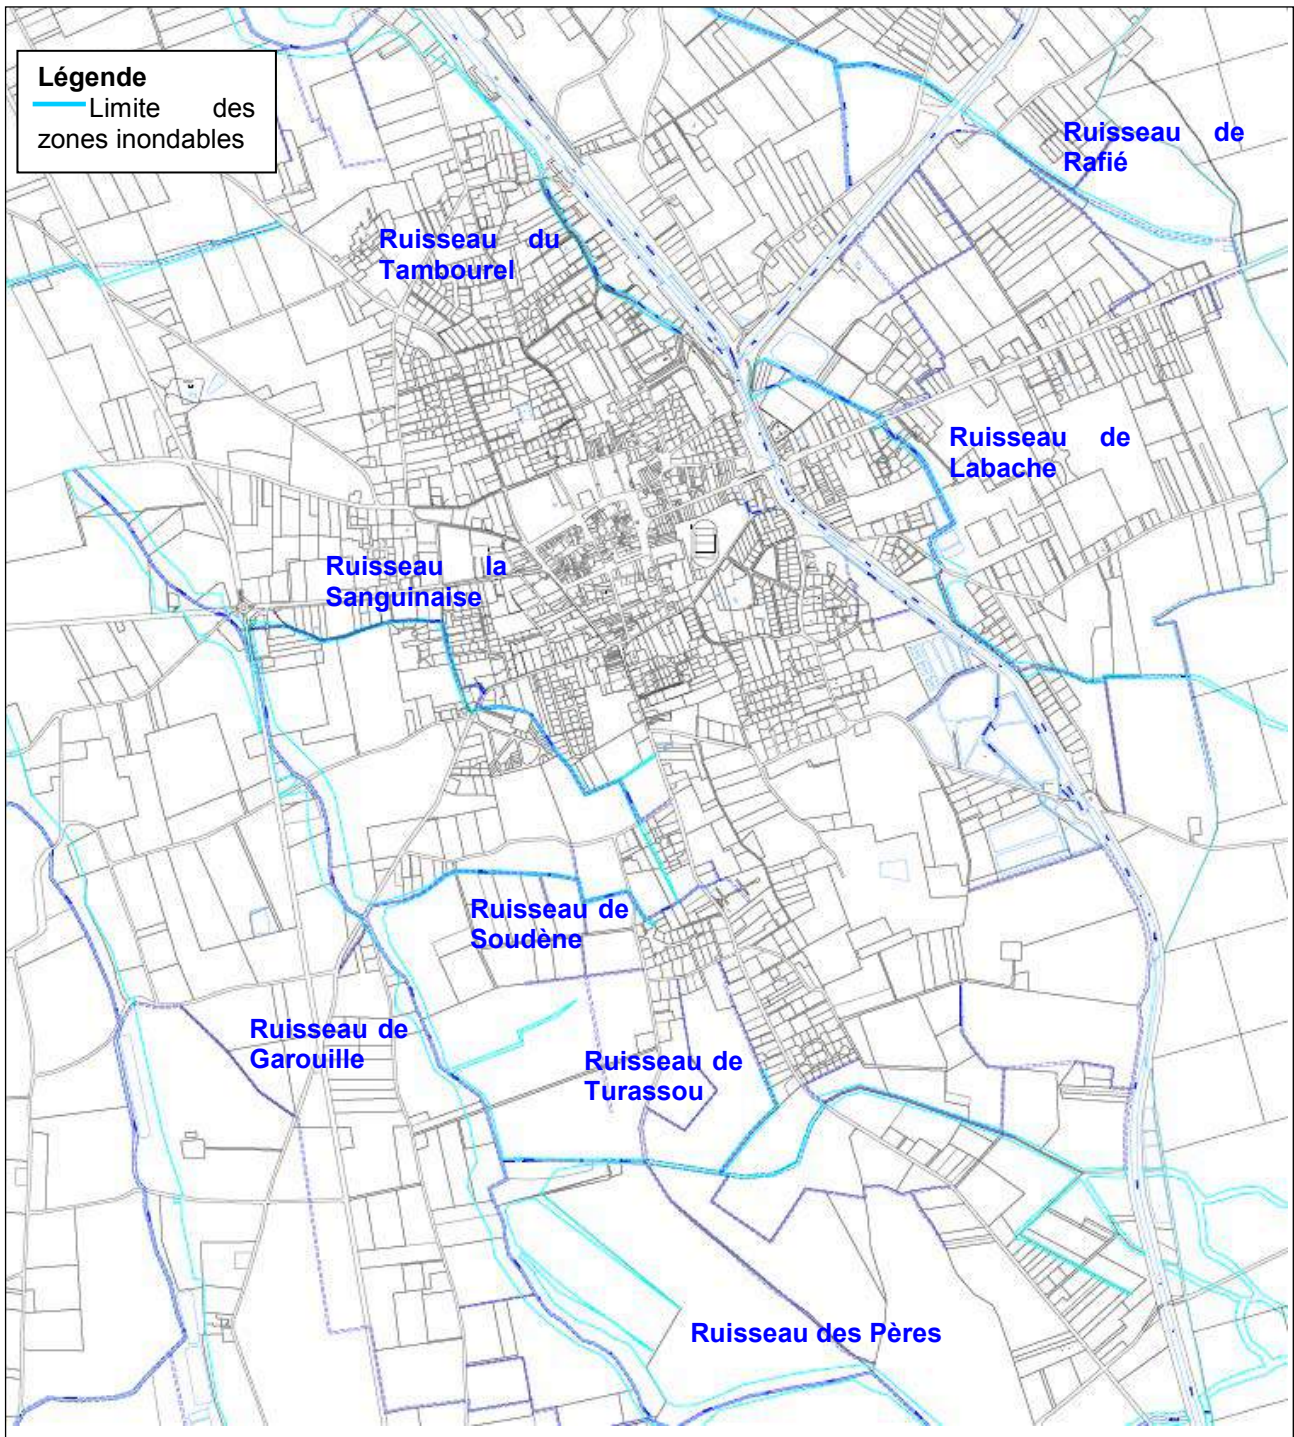 Légende
Limite des
zones inondables
Ruisseau de
Rafié
Ruisseau du
Tambourel
Ruisseau de
Labache
Ruisseau la
Sanguinaise
Ruisseau de
Soudène
Ruisseau de
Garouille
Ruisseau de
Turassou
Ruisseau des Pères